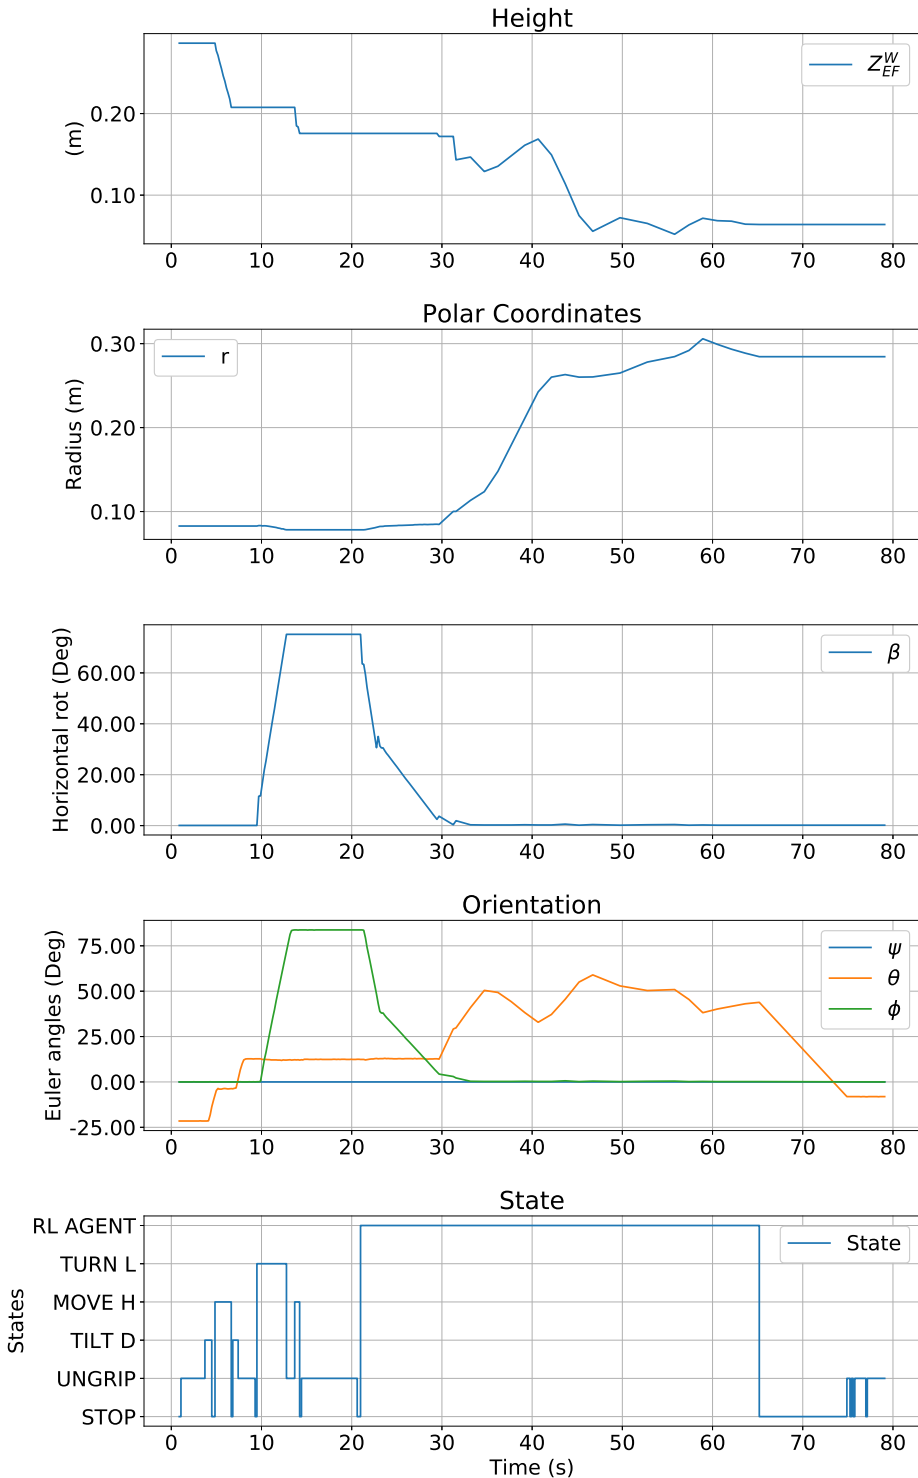 Height
Z_{EF}^{W}
(m)
0.20
0.10
0 10 20 30 40 50 60 70 80
Polar Coordinates
r
Radius (m)
0.30
0.20
0.10
0 10 20 30 40 50 60 70 80
β
Horizontal rot (Deg)
60.00
40.00
20.00
0.00
0 10 20 30 40 50 60 70 80
Orientation
ψ
θ
ϕ
Euler angles (Deg)
75.00
50.00
25.00
0.00
-25.00
0 10 20 30 40 50 60 70 80
State
State
States
RL AGENT
TURN L
MOVE H
TILT D
UNGRIP
STOP
0 10 20 30 40 50 60 70 80
Time (s)